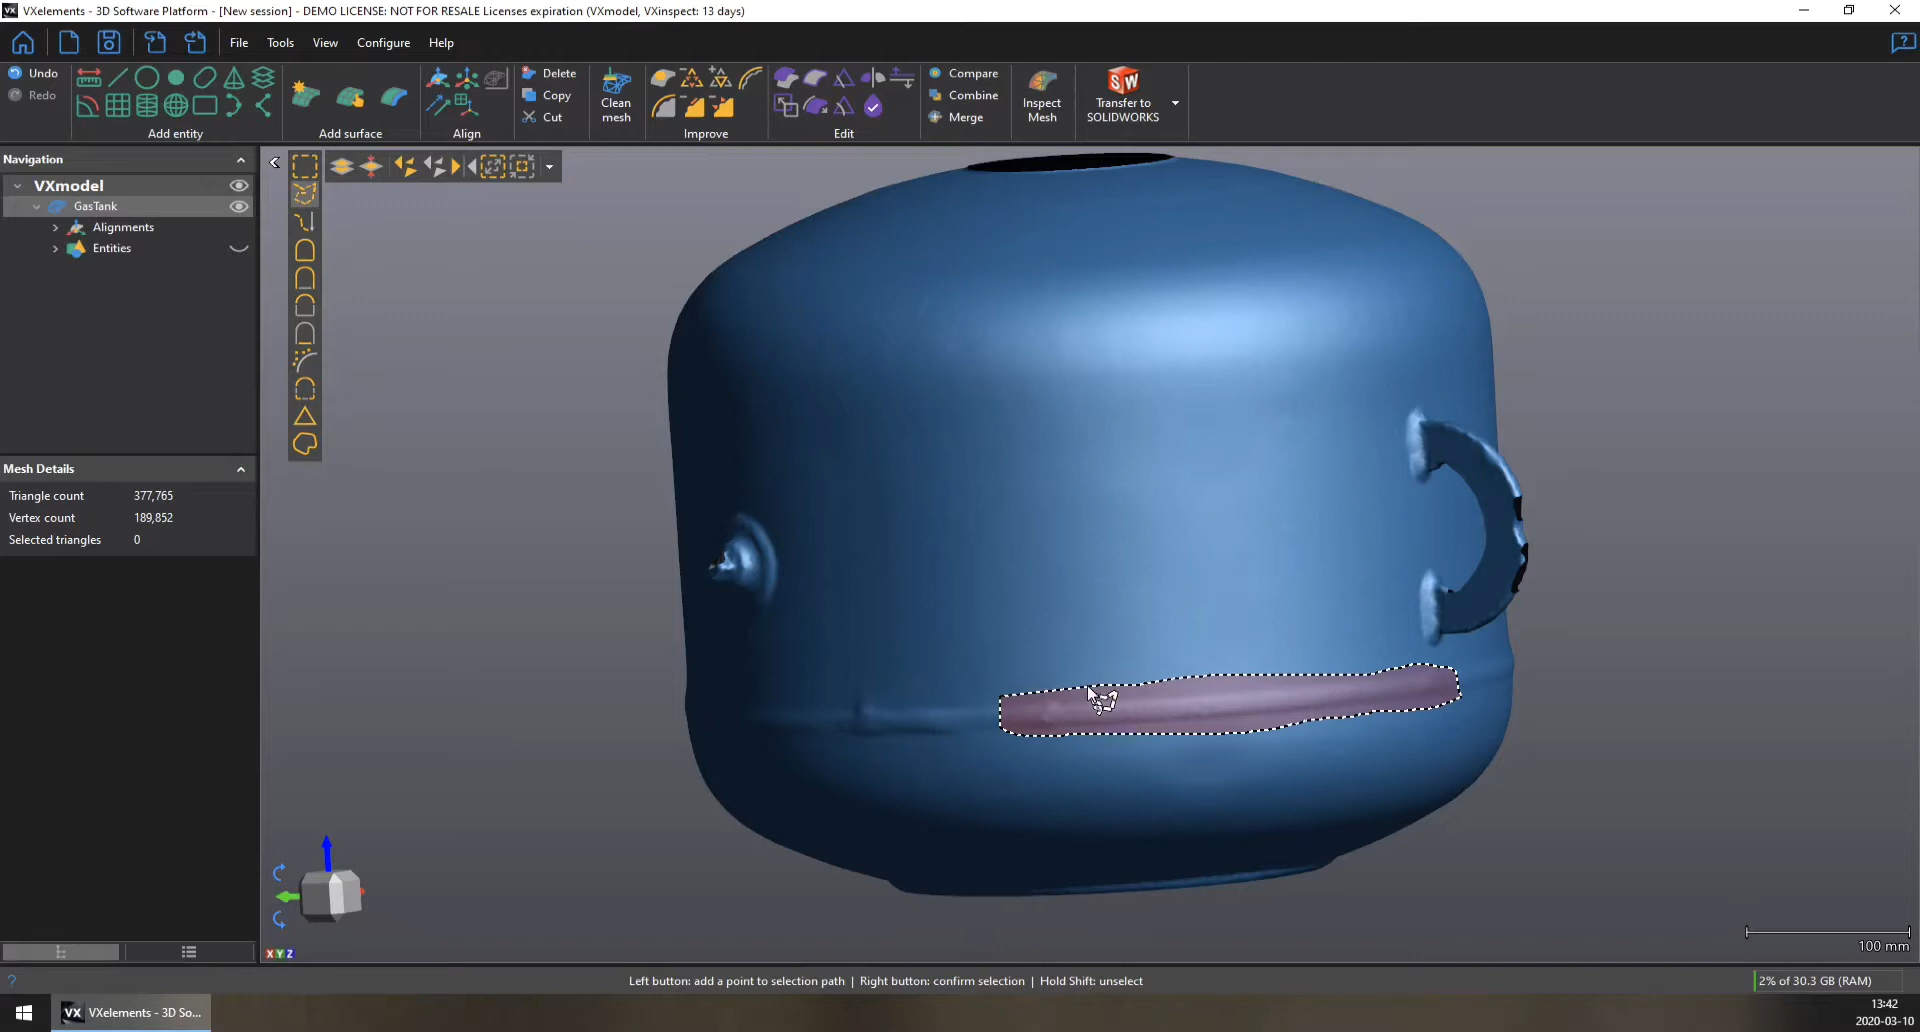 VXelements - 3D Software Platform - [New session] - DEMO LICENSE: NOT FOR RESALE Licenses expiration (VXmodel, VXinspect: 13 days)
File Tools View Configure Help
Undo
Redo
Add entity
Add surface
Align
Delete
Copy
Cut
Clean
mesh
Improve
Edit
Compare
Combine
Merge
Inspect
Mesh
SW
Transfer to
SOLIDWORKS
Navigation
VXmodel
GasTank
Alignments
Entities
Mesh Details
Triangle count 377,765
Vertex count 189,852
Selected triangles 0
XYZ
100 mm
Left button: add a point to selection path | Right button: confirm selection | Hold Shift: unselect
2% of 30.3 GB (RAM)
VX VXelements - 3D So...
13:42
2020-03-10